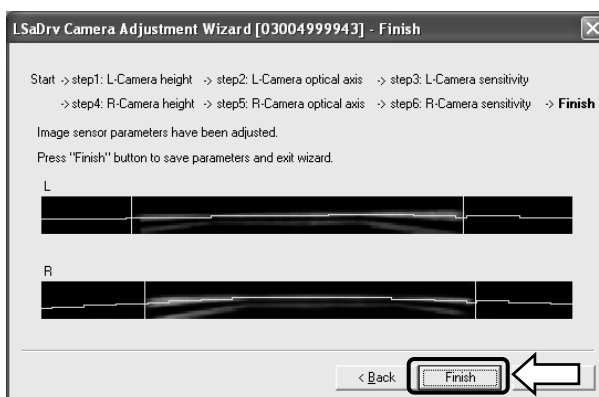 LSaDrv Camera Adjustment Wizard [03004999943] - Finish
Start -> step1: L-Camera height -> step2: L-Camera optical axis -> step3: L-Camera sensitivity
-> step4: R-Camera height -> step5: R-Camera optical axis -> step6: R-Camera sensitivity -> Finish
Image sensor parameters have been adjusted.
Press "Finish" button to save parameters and exit wizard.
L
R
< Back Finish